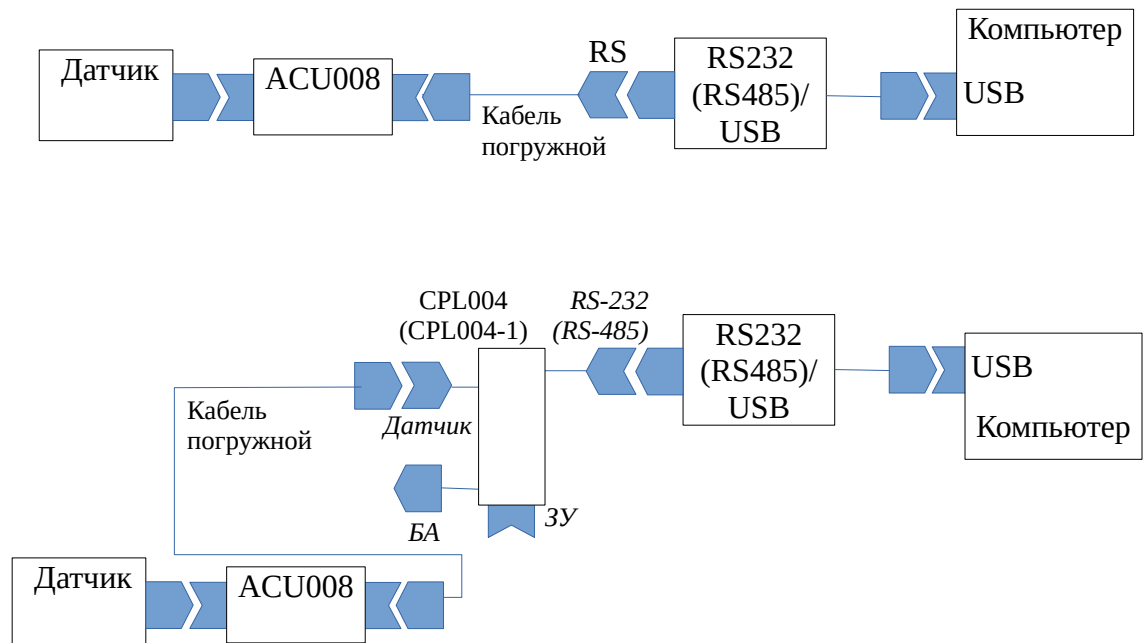 Датчик
ACU008
Кабель
погружной
RS
RS232
(RS485)/
USB
Компьютер
USB
CPL004
(CPL004-1)
RS-232
(RS-485)
RS232
(RS485)/
USB
USB
Компьютер
Кабель
погружной
Датчик
БА
ЗУ
Датчик
ACU008